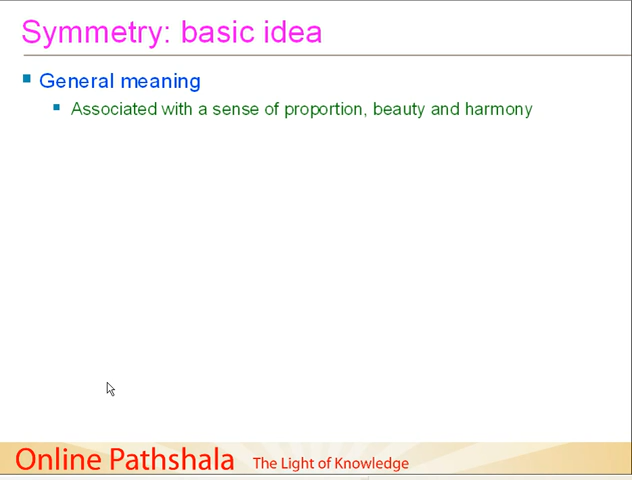 Symmetry: basic idea
General meaning
Associated with a sense of proportion, beauty and harmony
Online Pathshala The Light of Knowledge